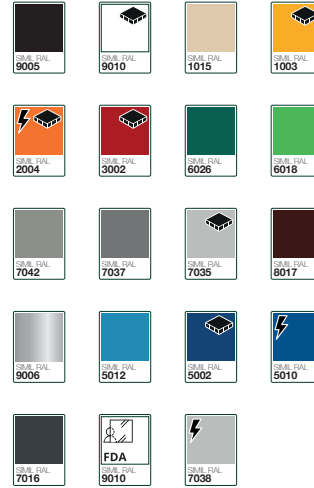 SIMIL RAL
9005
SIMIL RAL
9010
SIMIL RAL
1015
SIMIL RAL
1003
SIMIL RAL
2004
SIMIL RAL
3002
SIMIL RAL
6026
SIMIL RAL
6018
SIMIL RAL
7042
SIMIL RAL
7037
SIMIL RAL
7035
SIMIL RAL
8017
SIMIL RAL
9006
SIMIL RAL
5012
SIMIL RAL
5002
SIMIL RAL
5010
SIMIL RAL
7016
FDA
SIMIL RAL
9010
SIMIL RAL
7038